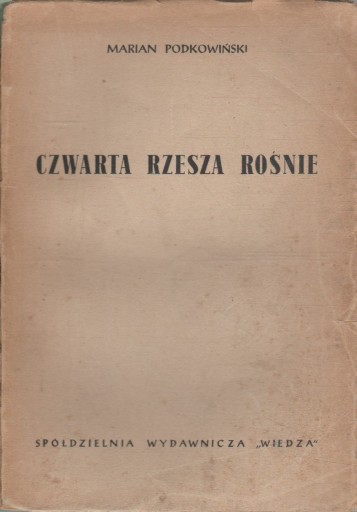 MARIAN PODKOWIŃSKI
CZWARTA RZESZA ROŚNIE
SPÓŁDZIELNIA WYDAWNICZA „WIEDZA"